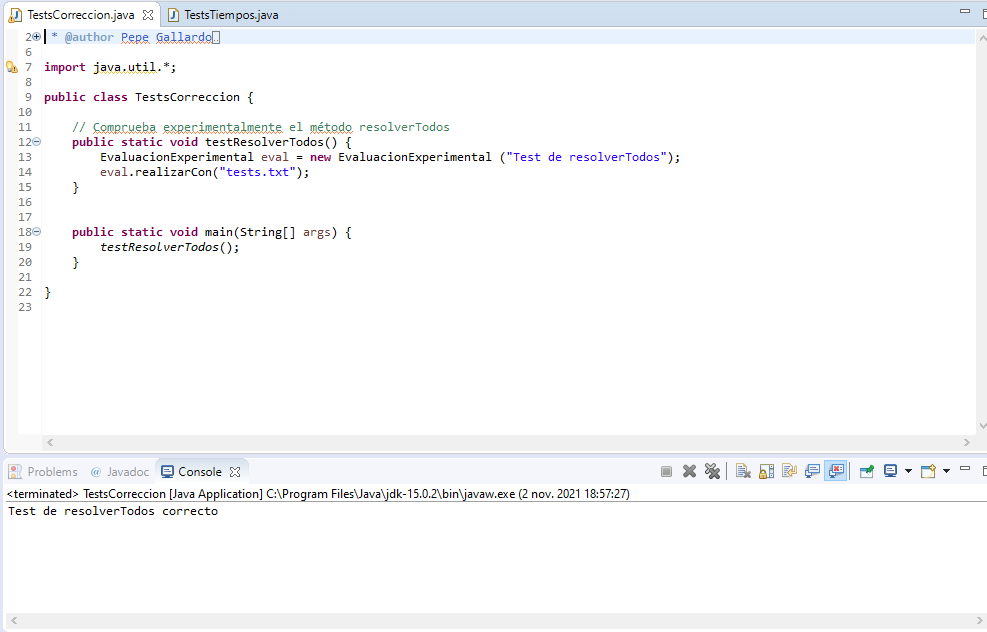 TestsCorreccion.java TestsTiempos.java
2 * @author Pepe Gallardo
6
7 import java.util.*;
8
9 public class TestsCorreccion {
10
11 // Comprueba experimentalmente el método resolverTodos
12 public static void testResolverTodos() {
13 EvaluacionExperimental eval = new EvaluacionExperimental ("Test de resolverTodos");
14 eval.realizarCon("tests.txt");
15 }
16
17
18 public static void main(String[] args) {
19 testResolverTodos();
20 }
21
22 }
23
Problems @ Javadoc Console
<terminated> TestsCorreccion [Java Application] C:\Program Files\Java\jdk-15.0.2\bin\javaw.exe (2 nov. 2021 18:57:27)
Test de resolverTodos correcto